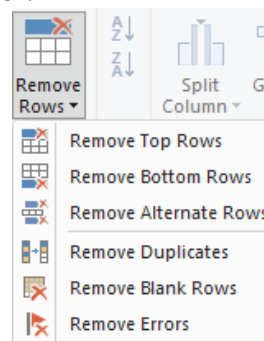 A
Z
Z
A
Remove
Rows
Split
Column
G
Remove Top Rows
Remove Bottom Rows
Remove Alternate Rows
Remove Duplicates
Remove Blank Rows
Remove Errors